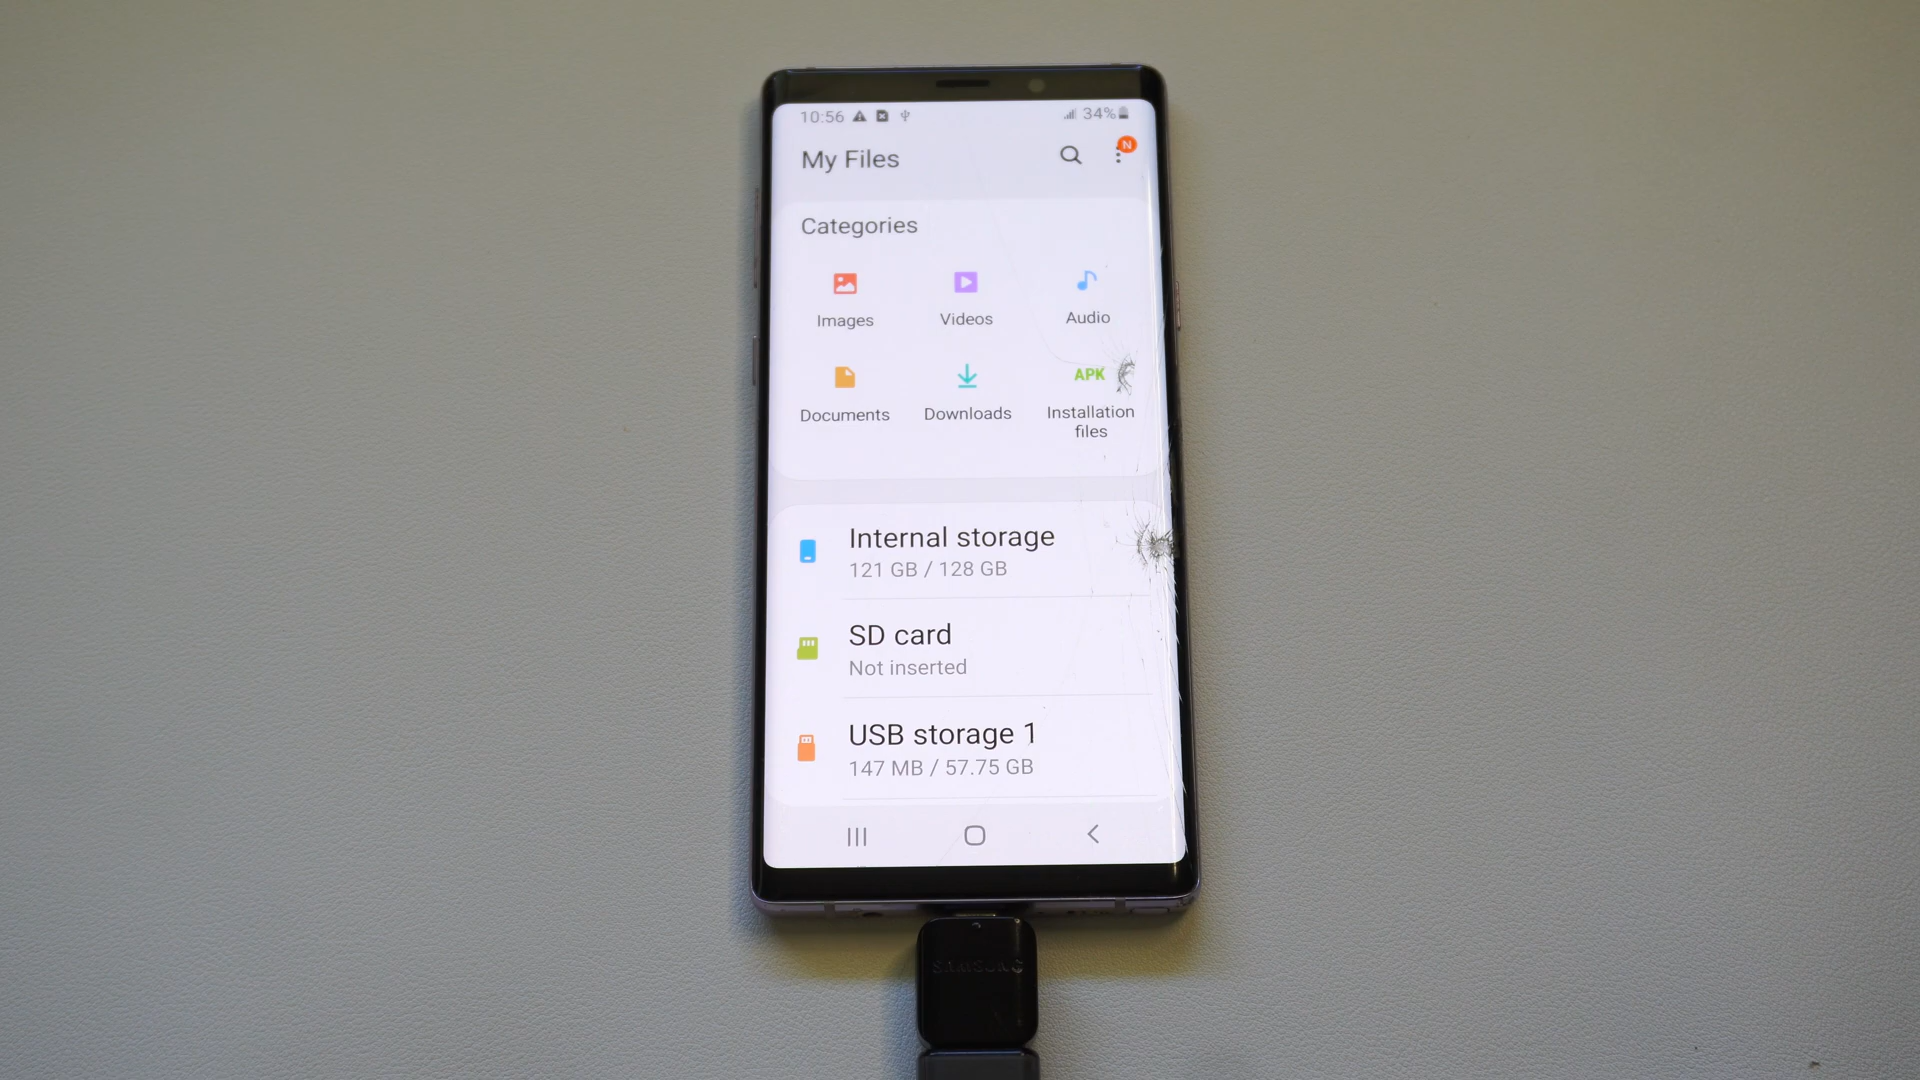 10:56
34%
My Files
N
Categories
Images
Videos
Audio
APK
Documents
Downloads
Installation
files
Internal storage
121 GB / 128 GB
SD card
Not inserted
USB storage 1
147 MB / 57.75 GB
SAMSUNG